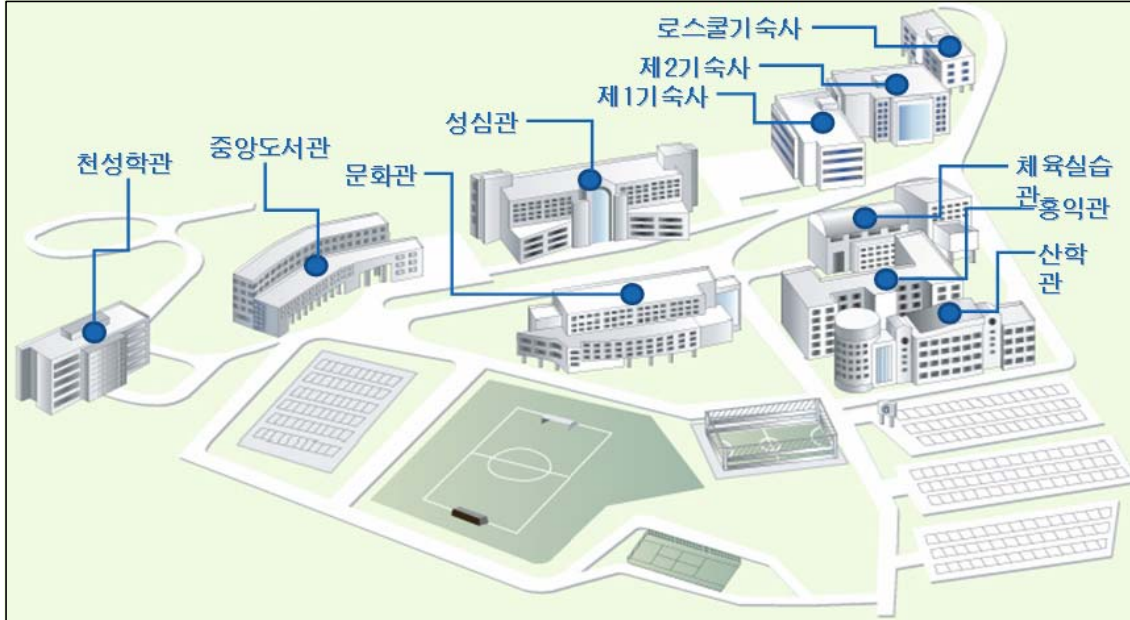 로스쿨기숙사
제2기숙사
제1기숙사
성심관
중앙도서관
천성학관
문화관
체육실습
관
홍익관
산학
관